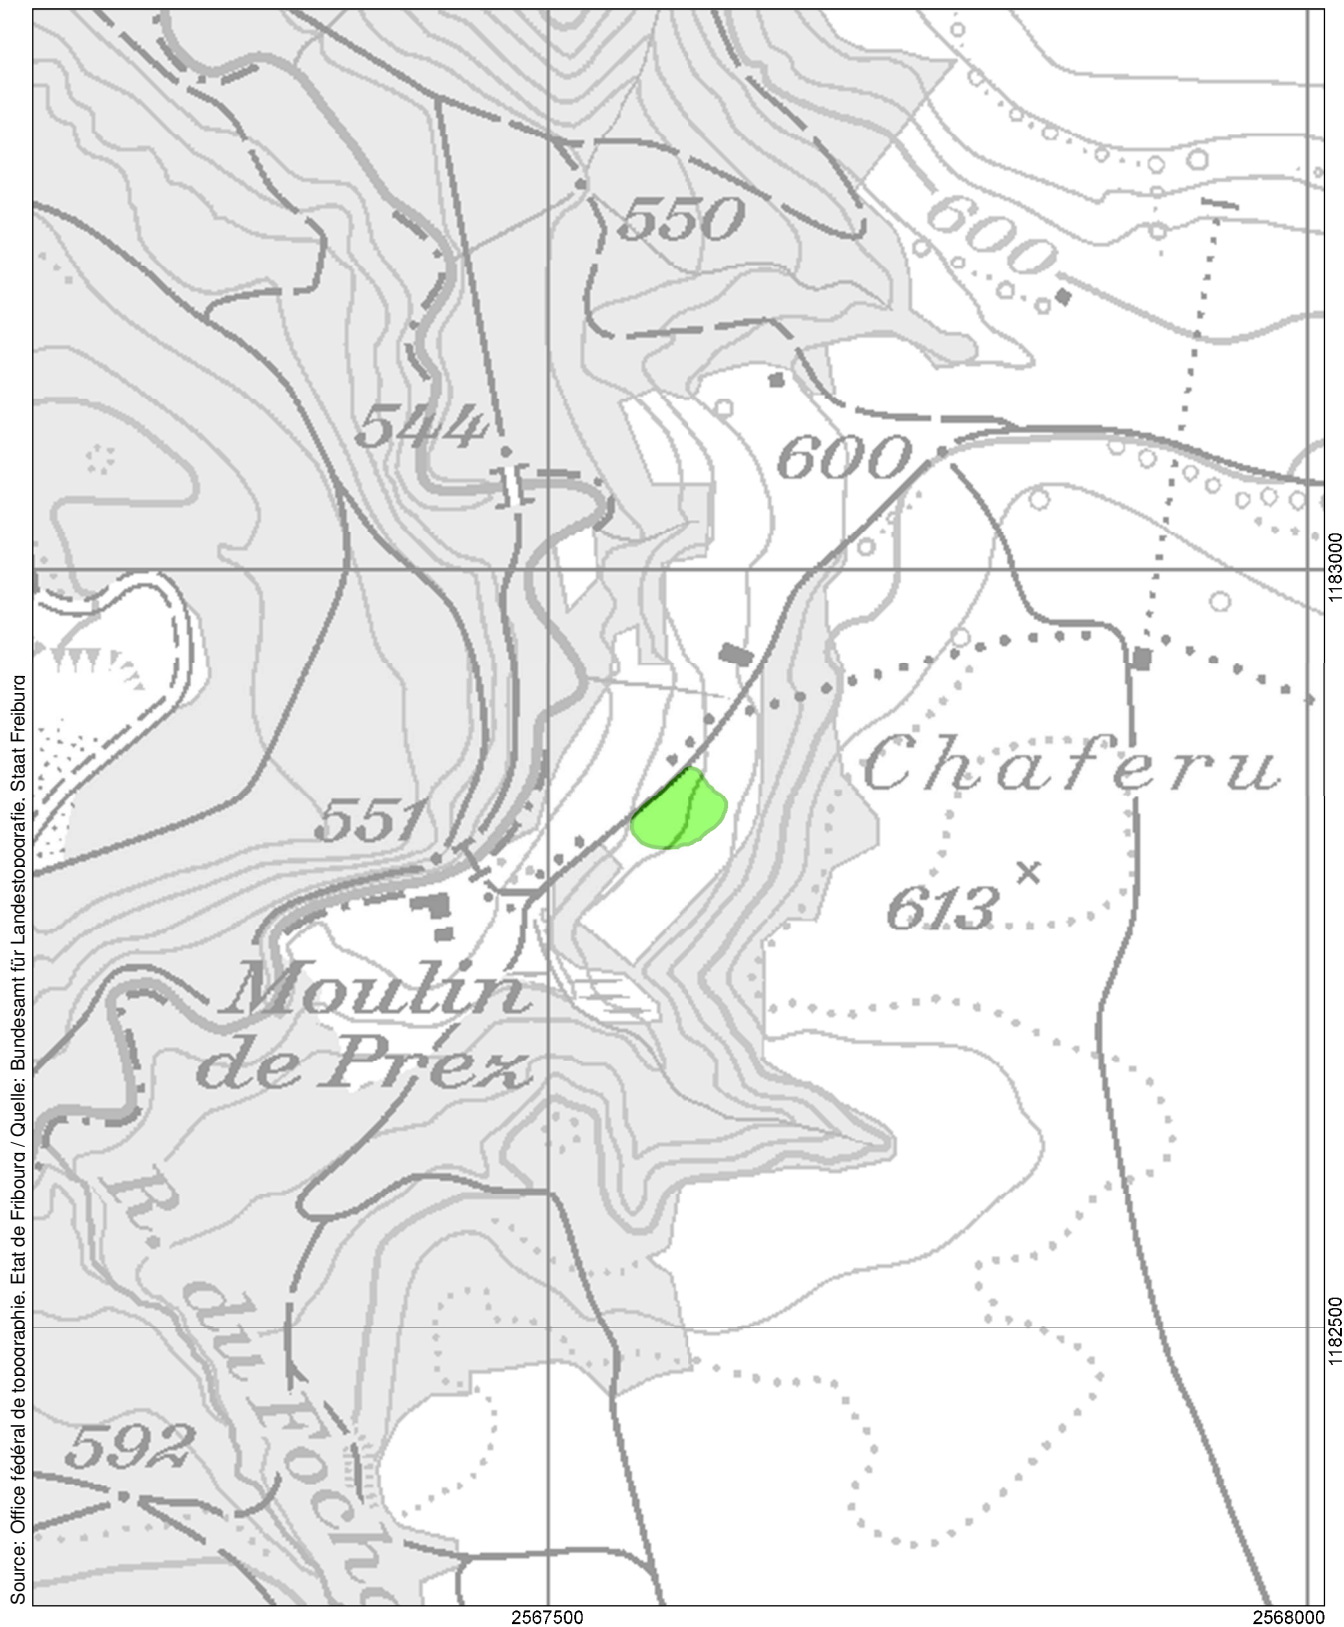 550
600
544
600
1183000
Chaferu
551
613
Moulin
de Prez
R.
du Foche
1182500
592
Source: Office fédéral de topographie. Etat de Fribourg / Quelle: Bundesamt für Landestopografie. Staat Freiburg
2567500
2568000